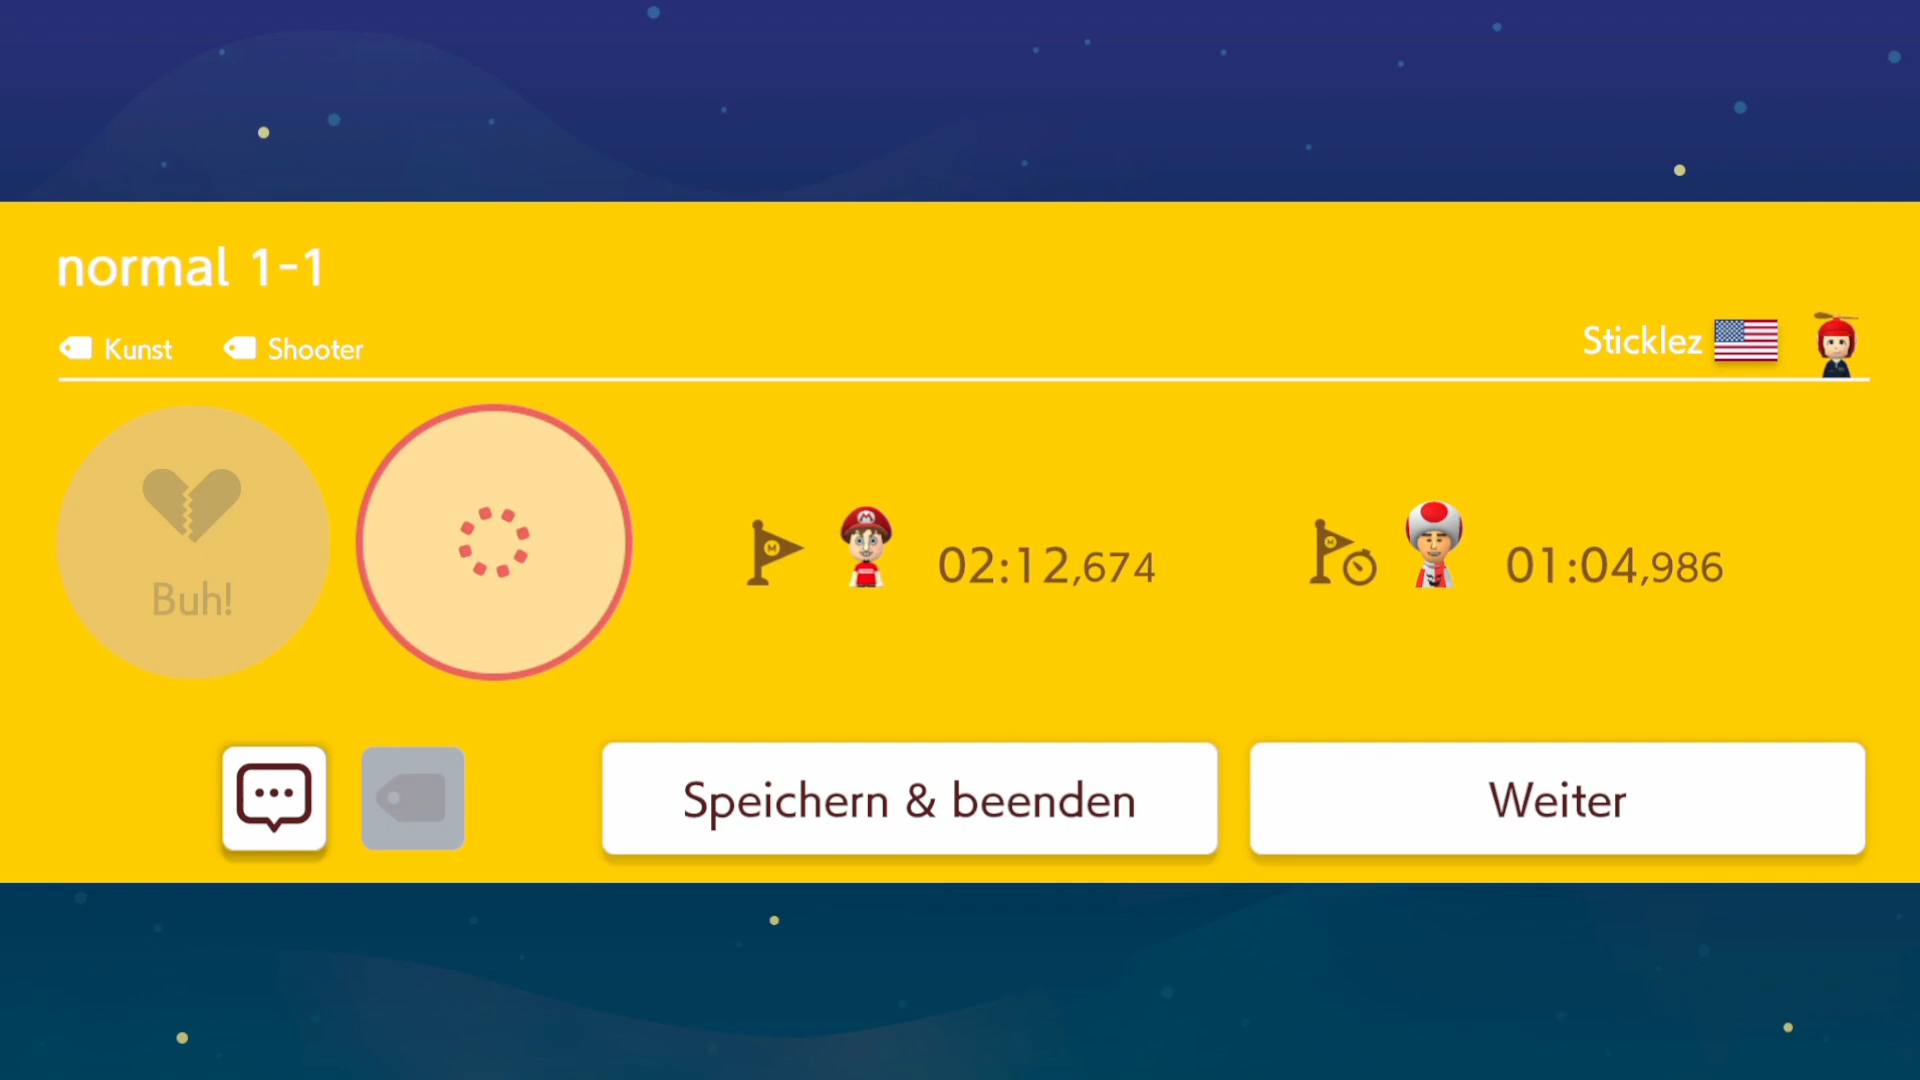 normal 1-1
Kunst Shooter
Sticklez
Buh!
02:12,674
01:04,986
Speichern & beenden
Weiter